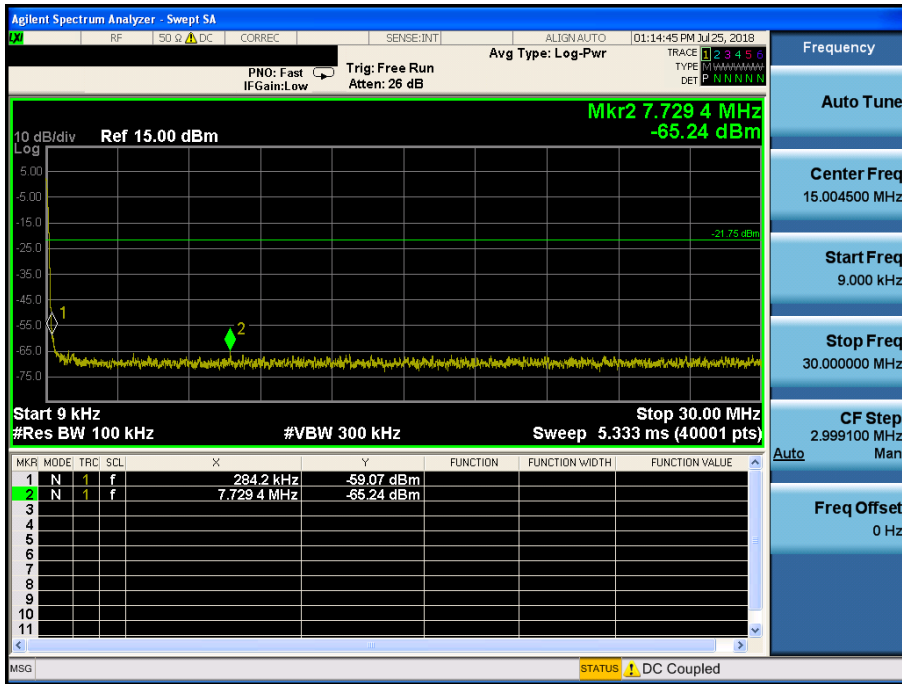 Agilent Spectrum Analyzer - Swept SA
LXI RF 50 Ω DC CORREC SENSE:INT ALIGN AUTO 01:14:45 PM Jul 25, 2018
Avg Type: Log-Pwr
TRACE 1 2 3 4 5 6
TYPE M WWWWW
DET P N N N N N
PNO: Fast
IFGain:Low
Trig: Free Run
Atten: 26 dB
Mkr2 7.729 4 MHz
-65.24 dBm
10 dB/div
Log
Ref 15.00 dBm
5.00
-5.00
-15.0
-21.75 dBm
-25.0
-35.0
-45.0
1
-55.0
2
-65.0
-75.0
Start 9 kHz
Stop 30.00 MHz
#Res BW 100 kHz
#VBW 300 kHz
Sweep 5.333 ms (40001 pts)
MKR MODE TRC SCL X Y FUNCTION FUNCTION WIDTH FUNCTION VALUE
1 N 1 f 284.2 kHz -59.07 dBm
2 N 1 f 7.729 4 MHz -65.24 dBm
3
4
5
6
7
8
9
10
11
MSG
STATUS
DC Coupled
Frequency
Auto Tune
Center Freq
15.004500 MHz
Start Freq
9.000 kHz
Stop Freq
30.000000 MHz
CF Step
2.999100 MHz
Auto Man
Freq Offset
0 Hz